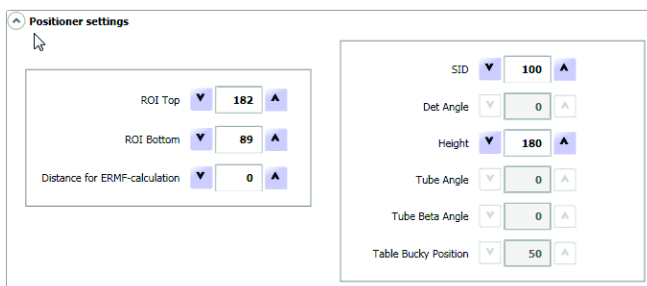 Positioner settings
ROI Top 182
ROI Bottom 89
Distance for ERMF-calculation 0
SID 100
Det Angle 0
Height 180
Tube Angle 0
Tube Beta Angle 0
Table Bucky Position 50